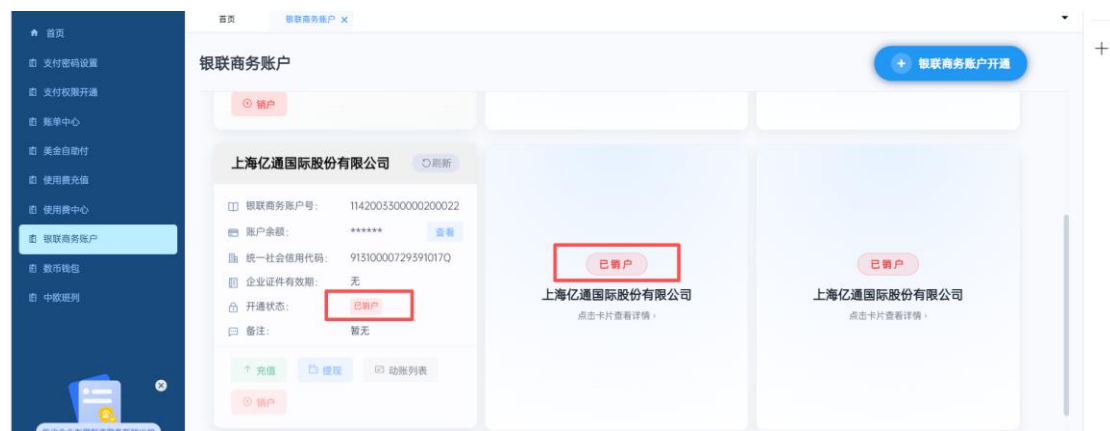 首页
支付密码设置
支付权限开通
账单中心
美金自助付
使用费充值
使用费中心
银联商务账户
数币钱包
中欧班列
首页 银联商务账户 ×
银联商务账户
+ 银联商务账户开通
销户
上海亿通国际股份有限公司 刷新
银联商务账户号: 1142003300000200022
账户余额: ****** 查看
统一社会信用代码: 91310000729391017Q
企业证件有效期: 无
开通状态: 已销户
备注: 暂无
充值 提现 动账列表
销户
已销户
上海亿通国际股份有限公司
点击卡片查看详情 ›
已销户
上海亿通国际股份有限公司
点击卡片查看详情 ›